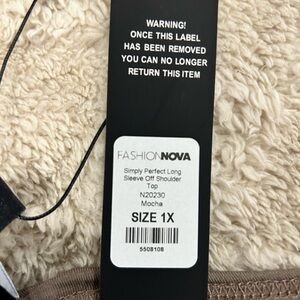 WARNING!
ONCE THIS LABEL
HAS BEEN REMOVED
YOU CAN NO LONGER
RETURN THIS ITEM
FASHIONNOVA
Simply Perfect Long
Sleeve Off Shoulder
Top
N20230
Mocha
SIZE 1X
5508108